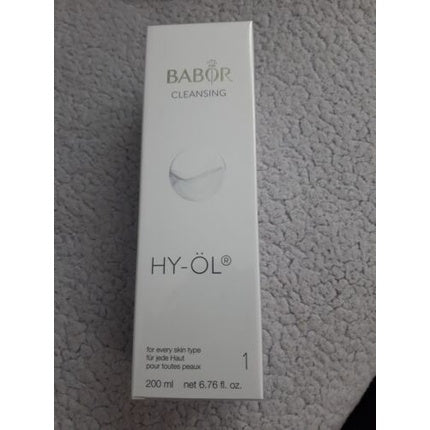 BABOR
CLEANSING
HY-ÖL®
for every skin type
für jede Haut
pour toutes peaux
1
200 ml net 6.76 fl. oz.